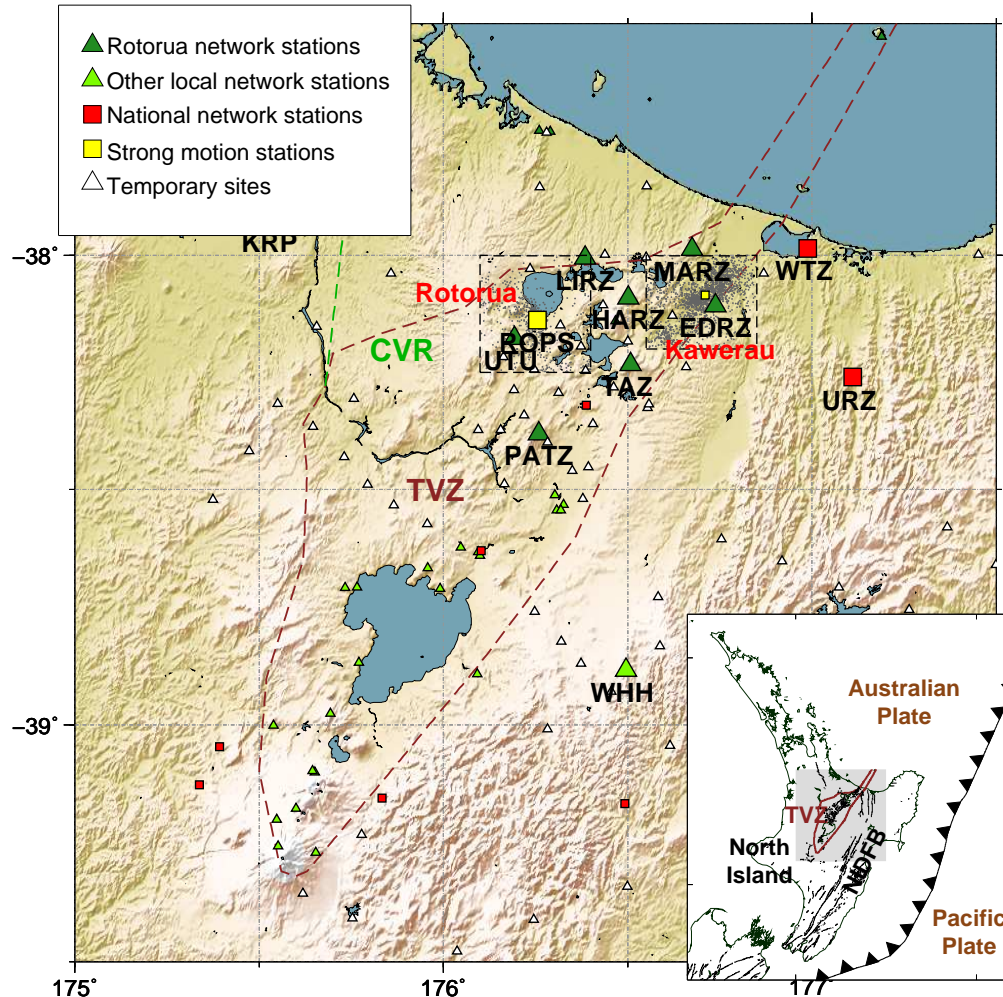 Rotorua network stations
Other local network stations
National network stations
Strong motion stations
Temporary sites
KRP
−38°
LIRZ
MARZ
WTZ
Rotorua
HARZ
EDRZ
ROPS
CVR
UTU
Kawerau
TAZ
URZ
PATZ
TVZ
WHH
−39°
Australian
Plate
TVZ
North
Island
NIDFB
Pacific
Plate
175°
176°
177°